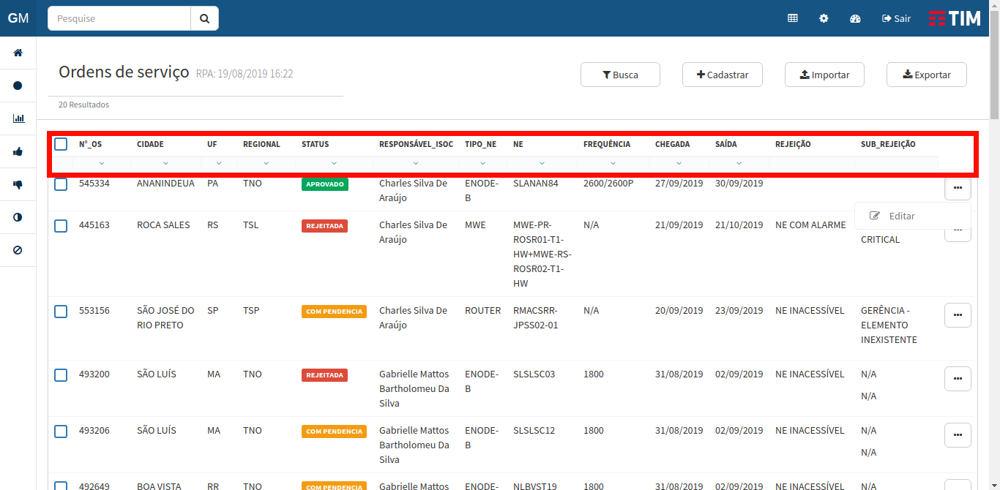 GM Pesquise Sair TIM
Ordens de serviço RPA: 19/08/2019 16:22 Busca Cadastrar Importar Exportar
20 Resultados
N°_OS CIDADE UF REGIONAL STATUS RESPONSÁVEL_ISOC TIPO_NE NE FREQUÊNCIA CHEGADA SAÍDA REJEIÇÃO SUB_REJEIÇÃO
545334 ANANINDEUA PA TNO APROVADO Charles Silva De ENODE- SLANAN84 2600/2600P 27/09/2019 30/09/2019
Araújo B
Editar
445163 ROCA SALES RS TSL REJEITADA Charles Silva De MWE MWE-PR- N/A 21/09/2019 21/10/2019 NE COM ALARME
Araújo ROSR01-T1- CRITICAL
HW+MWE-RS-
ROSR02-T1-
HW
553156 SÃO JOSÉ DO SP TSP COM PENDENCIA Charles Silva De ROUTER RMACSRR- N/A 20/09/2019 23/09/2019 NE INACESSÍVEL GERÊNCIA -
RIO PRETO Araújo JPSS02-01 ELEMENTO
INEXISTENTE
493200 SÃO LUÍS MA TNO REJEITADA Gabrielle Mattos ENODE- SLSLSC03 1800 31/08/2019 02/09/2019 NE INACESSÍVEL N/A
Bartholomeu Da B N/A
Silva
493206 SÃO LUÍS MA TNO COM PENDENCIA Gabrielle Mattos ENODE- SLSLSC12 1800 31/08/2019 02/09/2019 NE INACESSÍVEL N/A
Bartholomeu Da B N/A
Silva
492649 BOA VISTA RR TNO COM PENDENCIA Gabrielle Mattos ENODE- NLBVST19 1800 31/08/2019 02/09/2019 NE INACESSÍVEL N/A